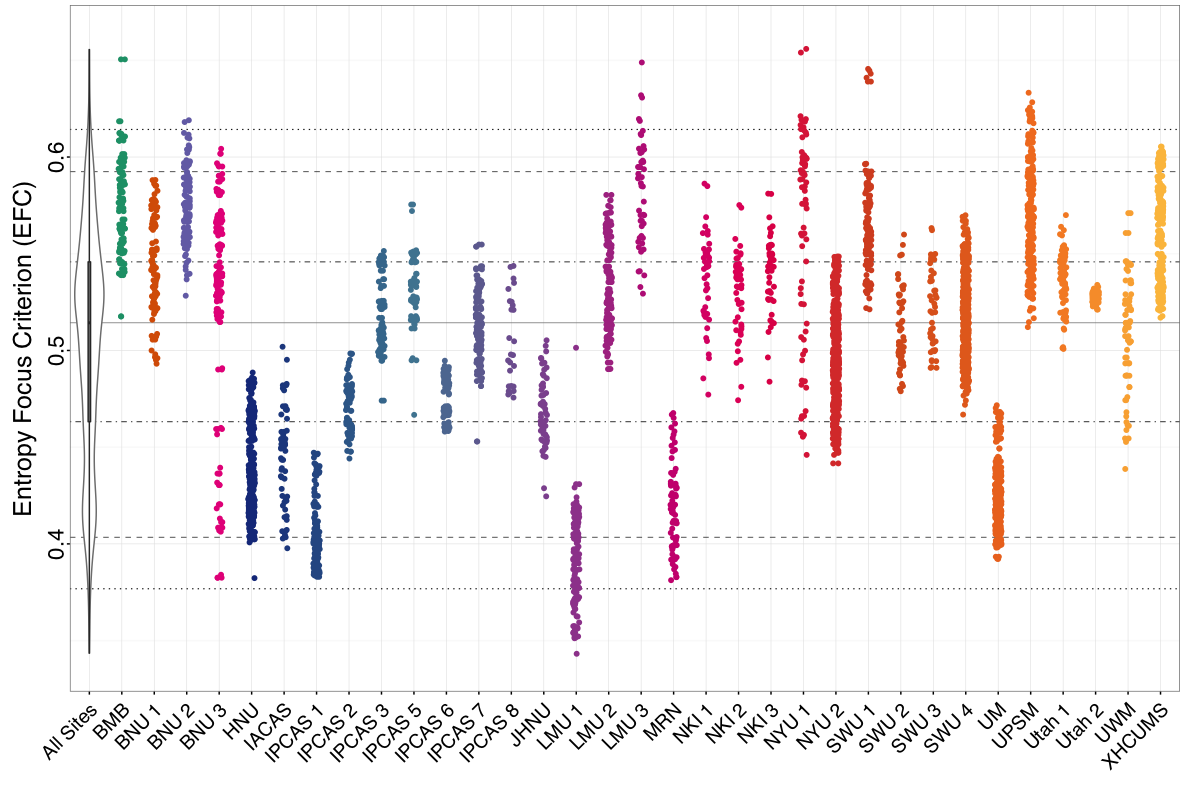 Entropy Focus Criterion (EFC)
0.6
0.5
0.4
All Sites
BMB
BNU 1
BNU 2
BNU 3
HNU
IACAS
IPCAS 1
IPCAS 2
IPCAS 3
IPCAS 5
IPCAS 6
IPCAS 7
IPCAS 8
JHNU
LMU 1
LMU 2
LMU 3
MRN
NKI 1
NKI 2
NKI 3
NYU 1
NYU 2
SWU 1
SWU 2
SWU 3
SWU 4
UM
UPSM
Utah 1
Utah 2
UWM
XHCUMS